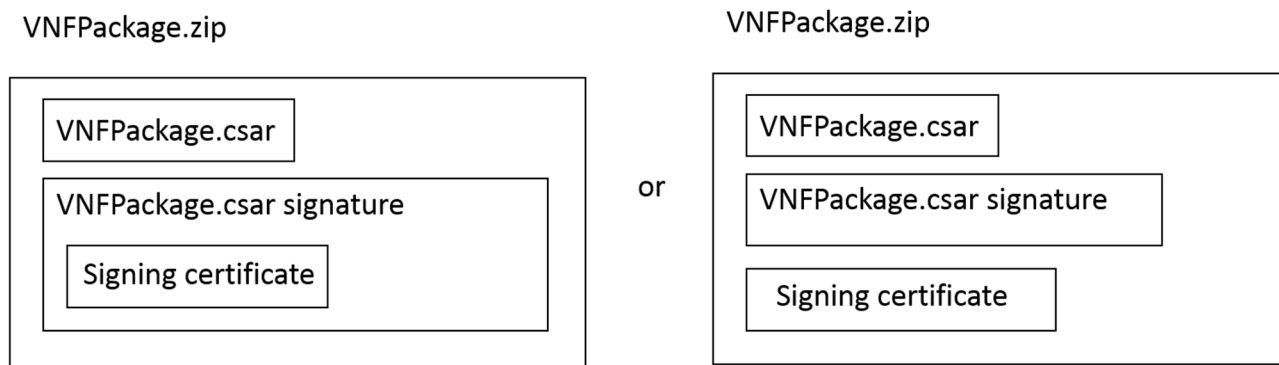 VNFPackage.zip
VNFPackage.csar
VNFPackage.csar signature
Signing certificate
or
VNFPackage.zip
VNFPackage.csar
VNFPackage.csar signature
Signing certificate